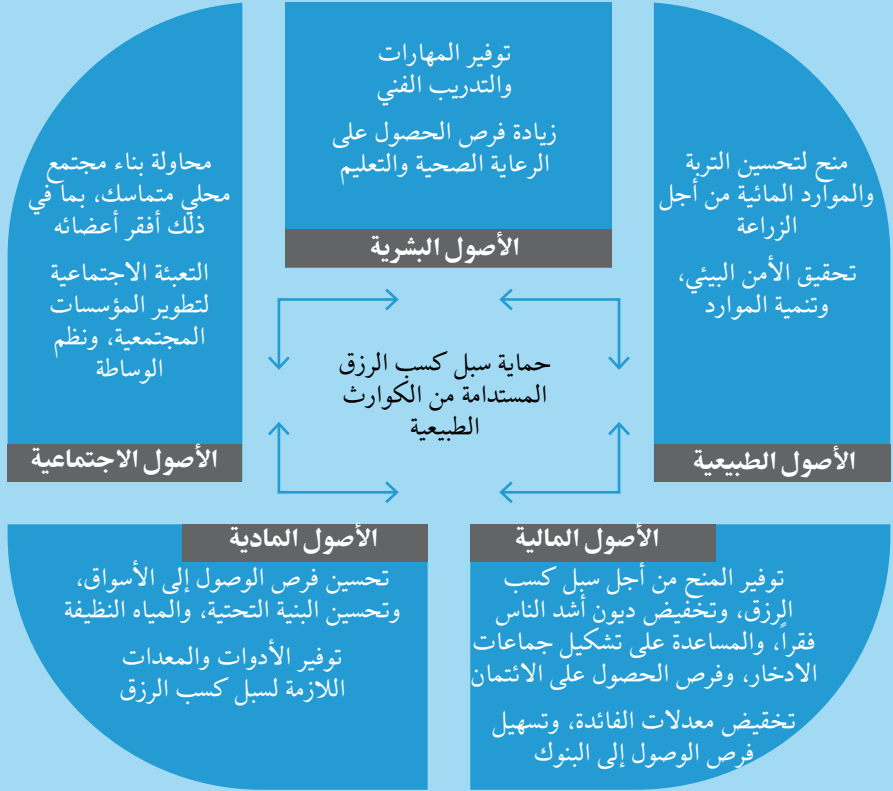 توفير المهارات
والتدريب الفني
زيادة فرص الحصول على
الرعاية الصحية والتعليم
الأصول البشرية
منح لتحسين التربة
والموارد المائية من أجل
الزراعة
تحقيق الأمن البيئي،
وتنمية الموارد
الأصول الطبيعية
محاولة بناء مجتمع
محلي متماسك، بما في
ذلك أفقر أعضائه
التعبئة الاجتماعية
لتطوير المؤسسات
المجتمعية، ونظم
الوساطة
الأصول الاجتماعية
حماية سبل كسب الرزق
المستدامة من الكوارث
الطبيعية
الأصول المالية
توفير المنح من أجل سبل كسب
الرزق، وتخفيض ديون أشد الناس
فقراً، والمساعدة على تشكيل جماعات
الادخار، وفرص الحصول على الائتمان
تخفيض معدلات الفائدة، وتسهيل
فرص الوصول إلى البنوك
الأصول المادية
تحسين فرص الوصول إلى الأسواق،
وتحسين البنية التحتية، والمياه النظيفة
توفير الأدوات والمعدات
اللازمة لسبل كسب الرزق